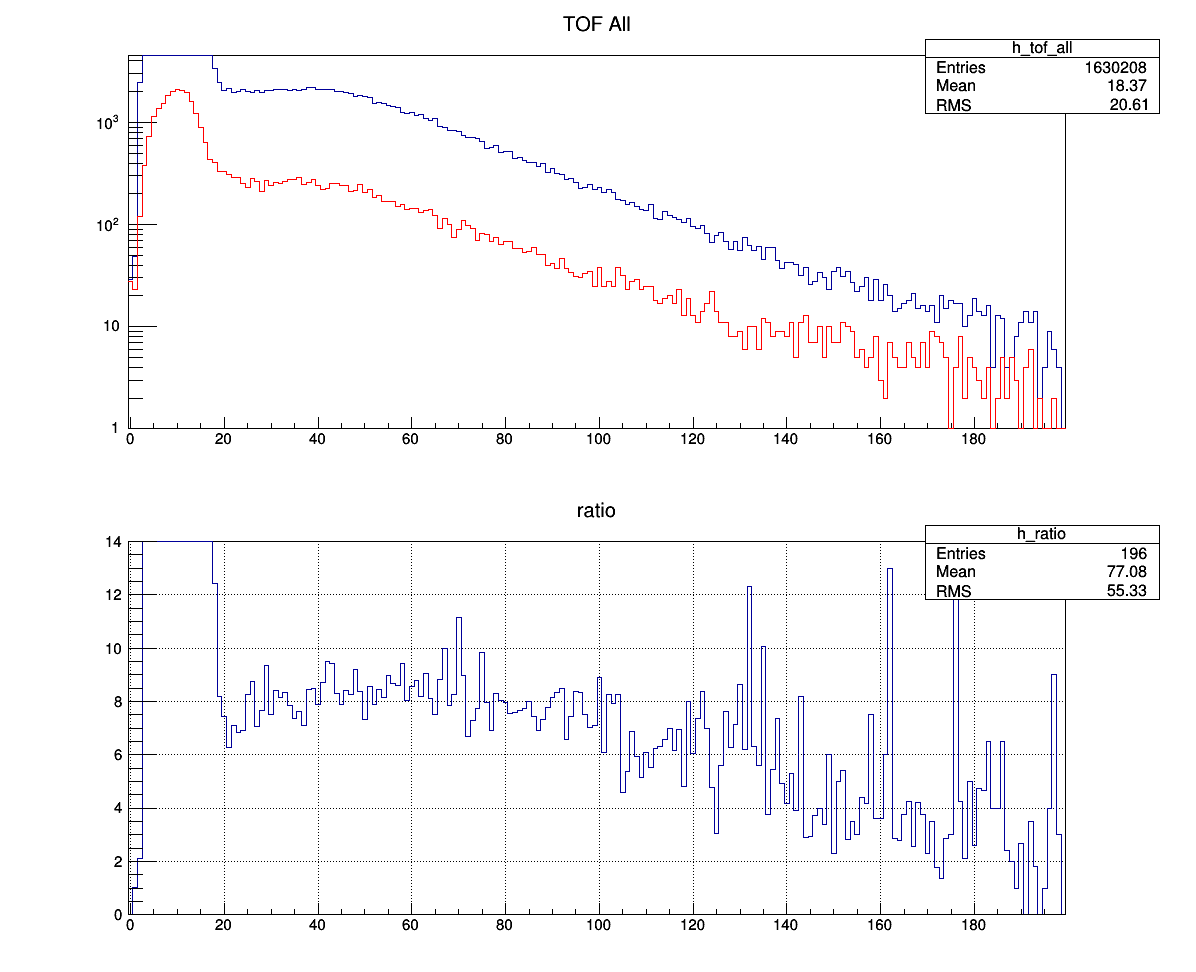 TOF All
h_tof_all
Entries 1630208
Mean 18.37
RMS 20.61
10³
10²
10
1
0 20 40 60 80 100 120 140 160 180
ratio
h_ratio
Entries 196
Mean 77.08
RMS 55.33
14
12
10
8
6
4
2
0
0 20 40 60 80 100 120 140 160 180